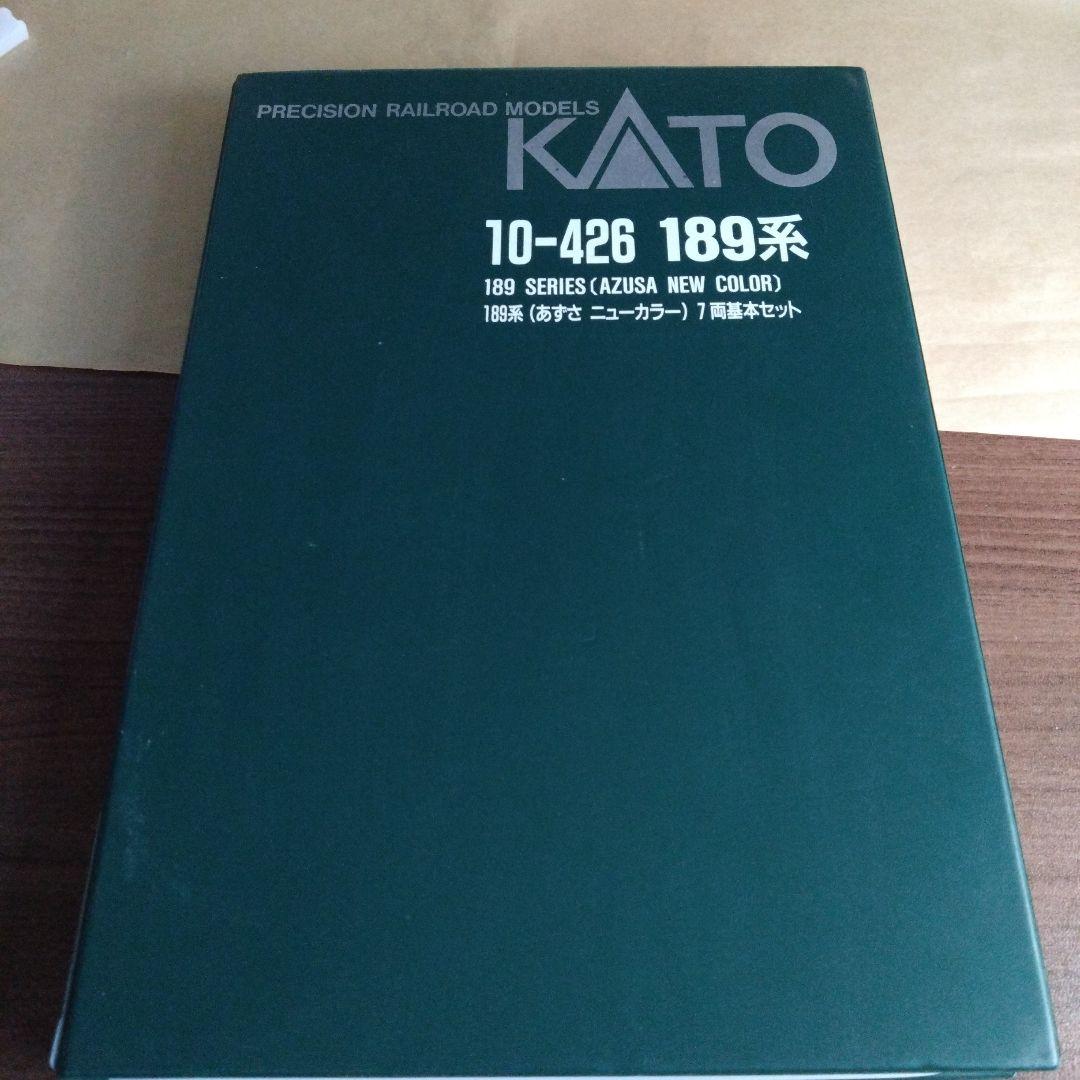 PRECISION RAILROAD MODELS
KATO
10-426 189系
189 SERIES(AZUSA NEW COLOR)
189系(あずさ ニューカラー)7両基本セット